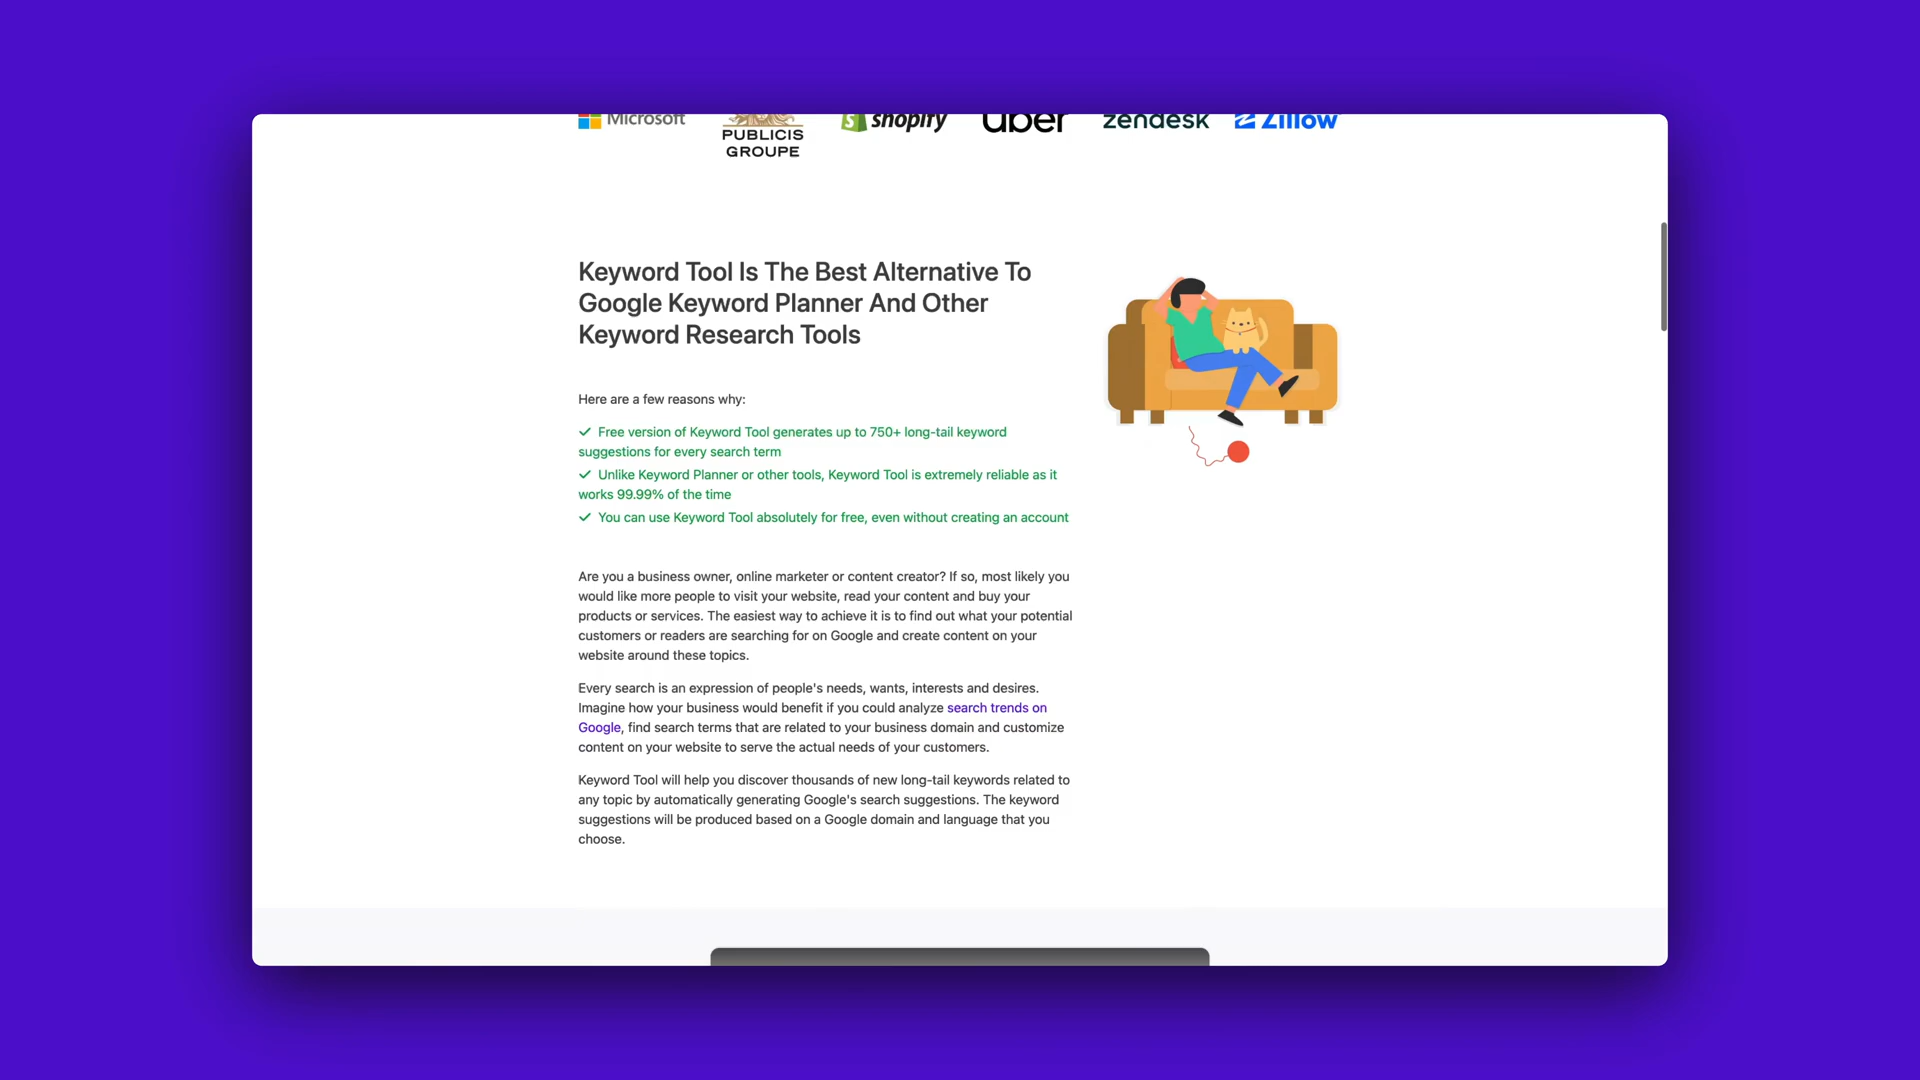 Microsoft
PUBLICIS
GROUPE
shopify
Uber
zendesk
Zillow
Keyword Tool Is The Best Alternative To
Google Keyword Planner And Other
Keyword Research Tools
Here are a few reasons why:
Free version of Keyword Tool generates up to 750+ long-tail keyword
suggestions for every search term
Unlike Keyword Planner or other tools, Keyword Tool is extremely reliable as it
works 99.99% of the time
You can use Keyword Tool absolutely for free, even without creating an account
Are you a business owner, online marketer or content creator? If so, most likely you
would like more people to visit your website, read your content and buy your
products or services. The easiest way to achieve it is to find out what your potential
customers or readers are searching for on Google and create content on your
website around these topics.
Every search is an expression of people's needs, wants, interests and desires.
Imagine how your business would benefit if you could analyze search trends on
Google, find search terms that are related to your business domain and customize
content on your website to serve the actual needs of your customers.
Keyword Tool will help you discover thousands of new long-tail keywords related to
any topic by automatically generating Google's search suggestions. The keyword
suggestions will be produced based on a Google domain and language that you
choose.